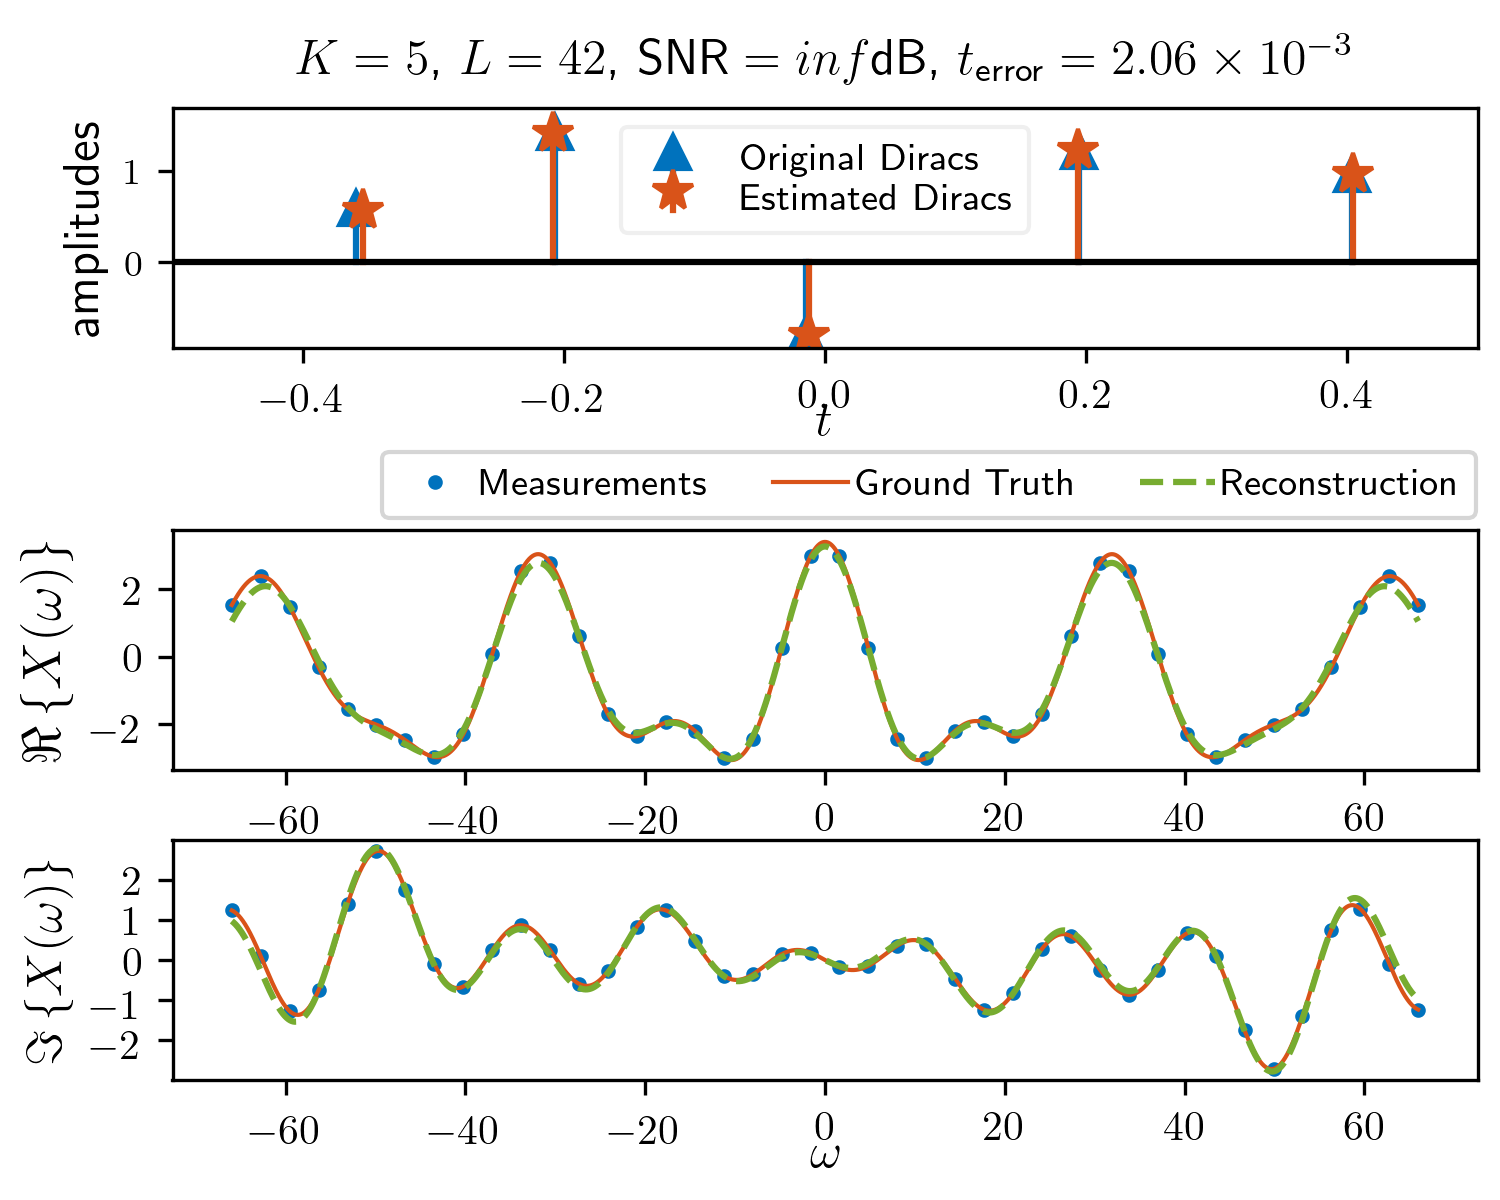 K = 5, L = 42, SNR = infdB, t_error = 2.06 × 10⁻³
amplitudes
1
0
Original Diracs
Estimated Diracs
−0.4 −0.2 0.0 0.2 0.4
t
Measurements Ground Truth Reconstruction
ℜ{X(ω)}
2
0
−2
−60 −40 −20 0 20 40 60
ℑ{X(ω)}
2
1
0
−1
−2
−60 −40 −20 0 20 40 60
ω